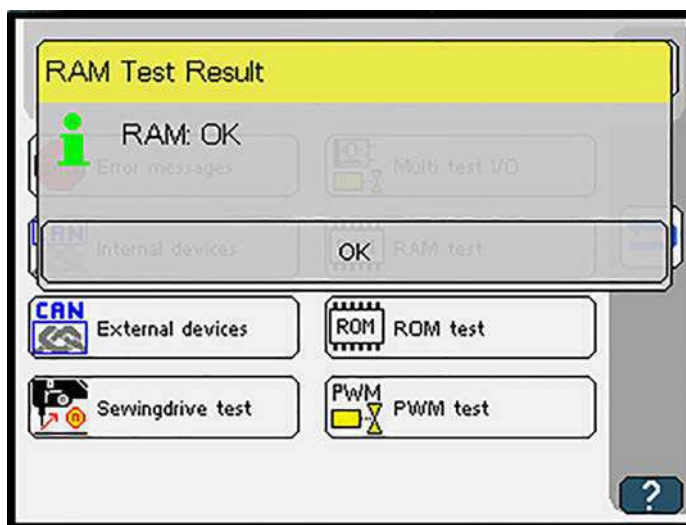 RAM Test Result
RAM: OK
Error messages
Multi test I/O
CAN
Internal devices
RAM test
OK
CAN
External devices
ROM
ROM test
Sewingdrive test
PWM
PWM test
?